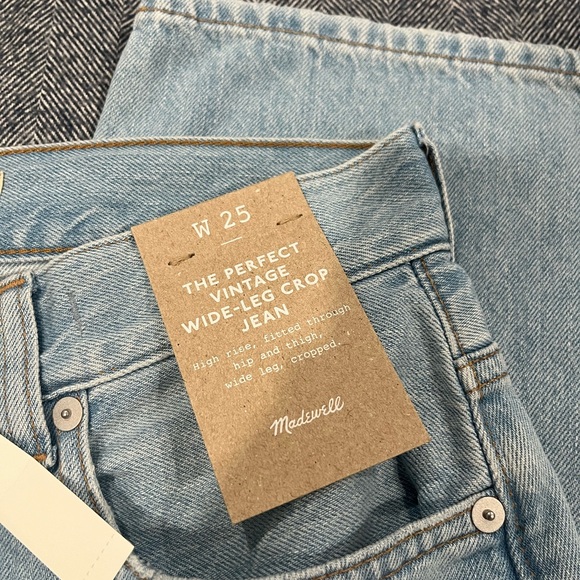 W 25
THE PERFECT
VINTAGE
WIDE-LEG CROP
JEAN
High rise, fitted through
hip and thigh,
wide leg, cropped.
Madewell